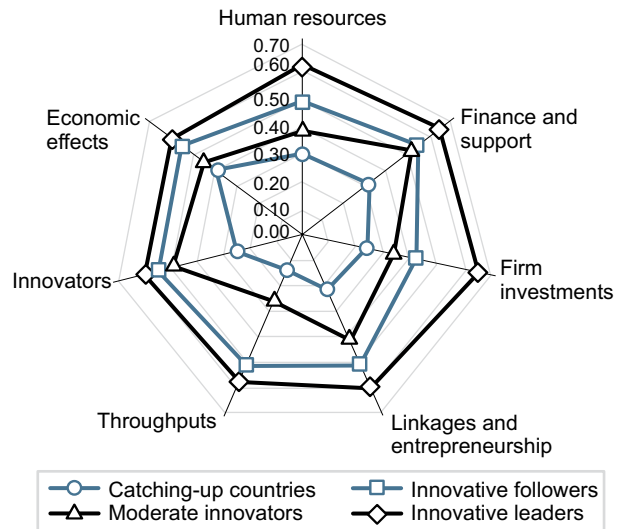 Human resources
0.70
0.60
0.50
0.40
0.30
0.20
0.10
0.00
Economic
effects
Finance and
support
Innovators
Firm
investments
Throughputs
Linkages and
entrepreneurship
Catching-up countries
Innovative followers
Moderate innovators
Innovative leaders